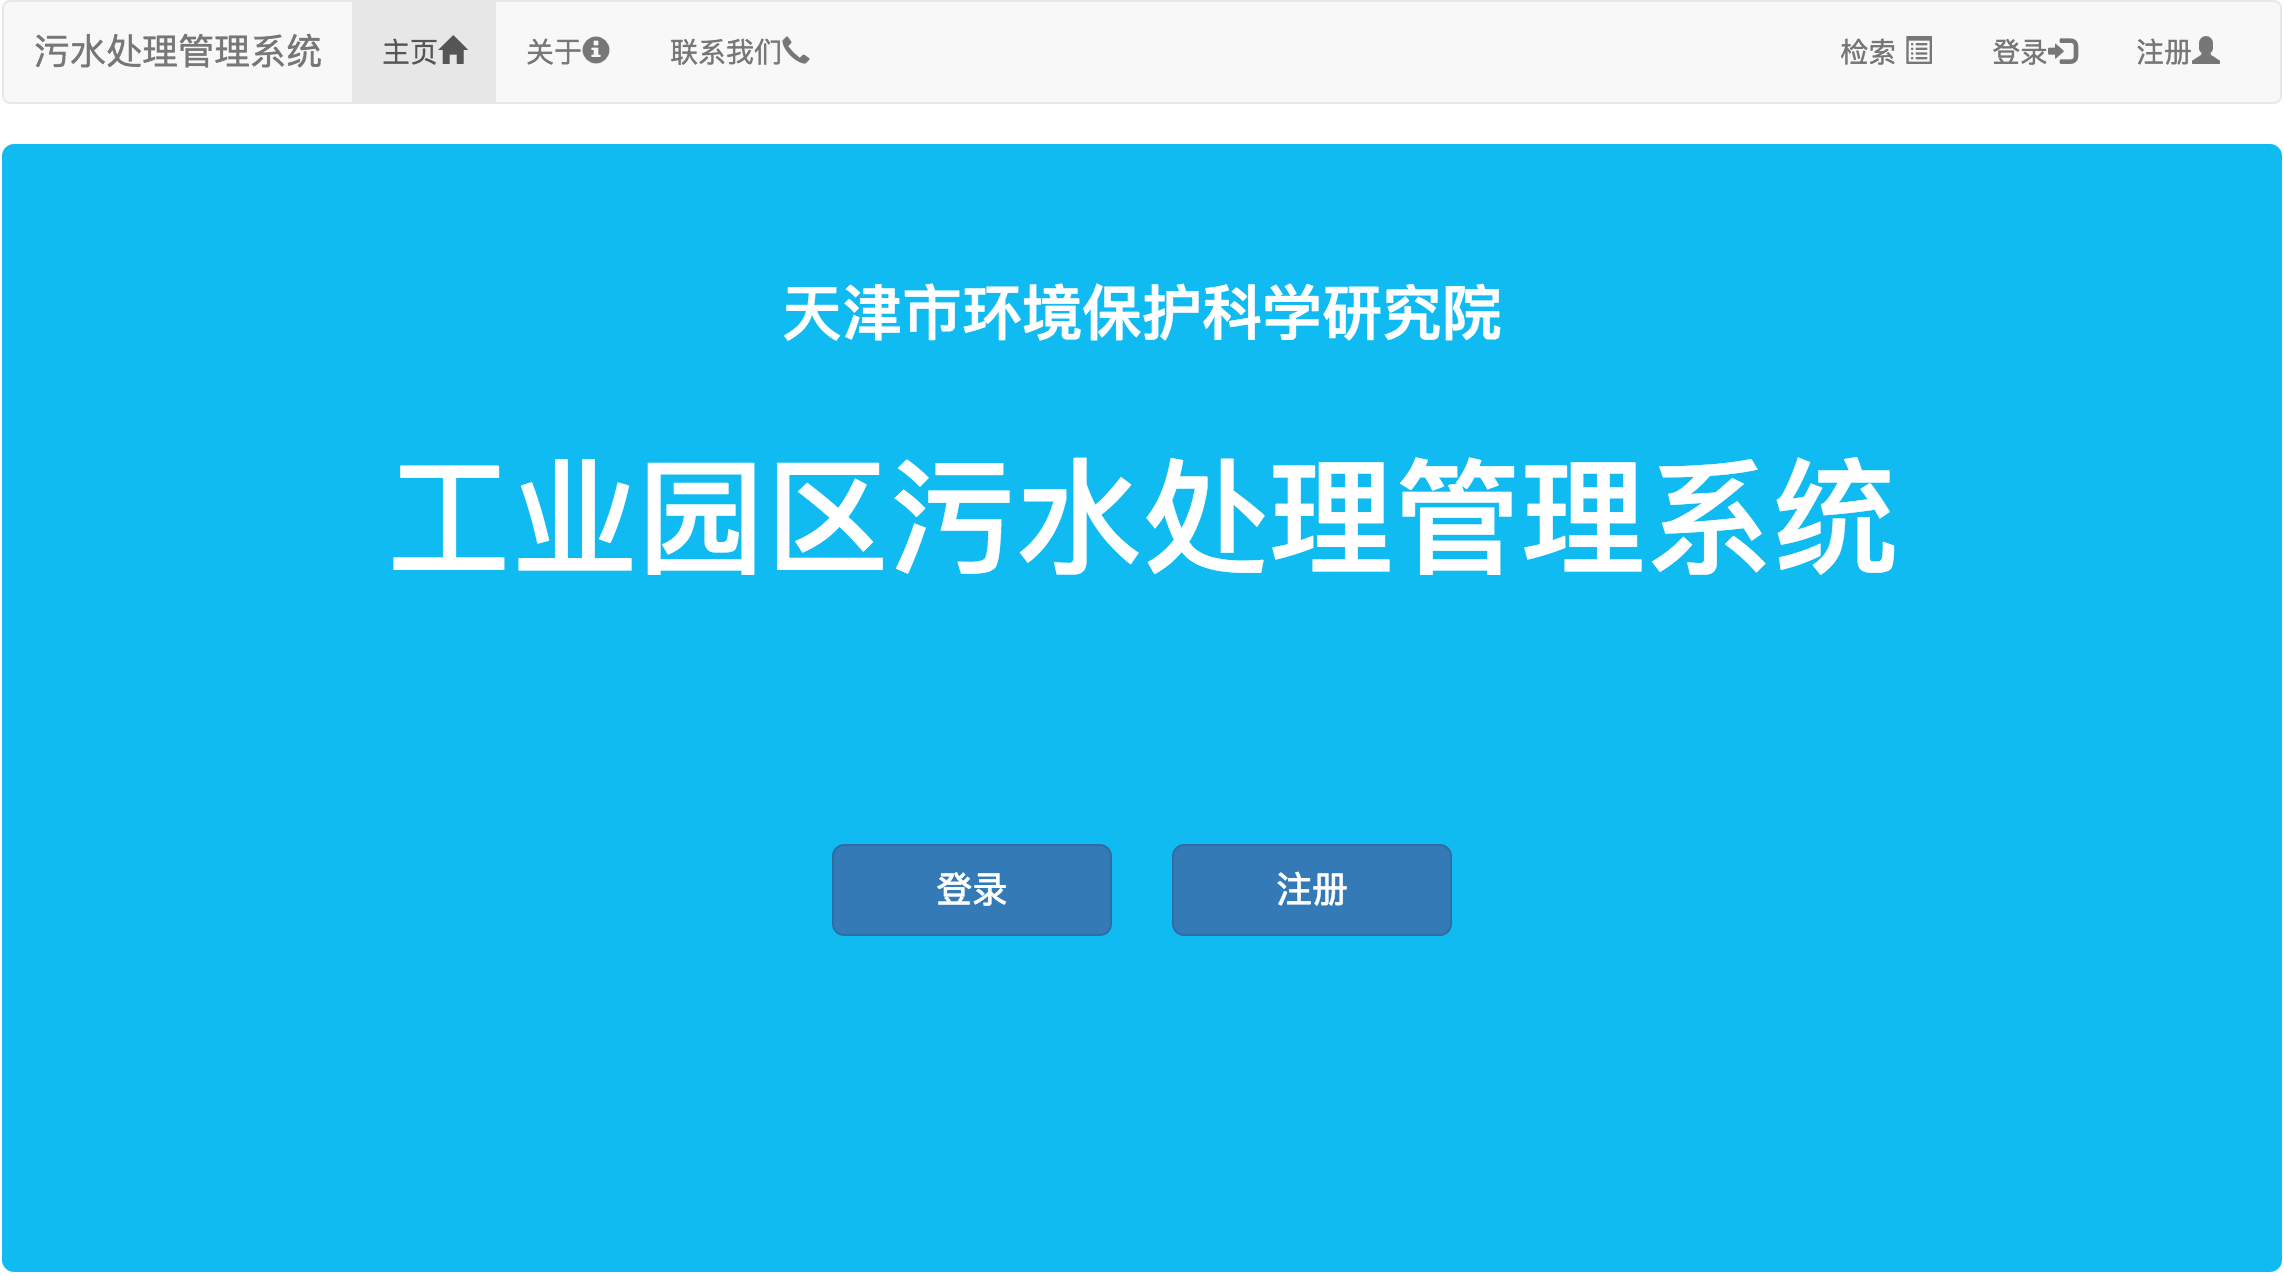 污水处理管理系统 主页 关于 联系我们 检索 登录 注册
天津市环境保护科学研究院
工业园区污水处理管理系统
登录 注册